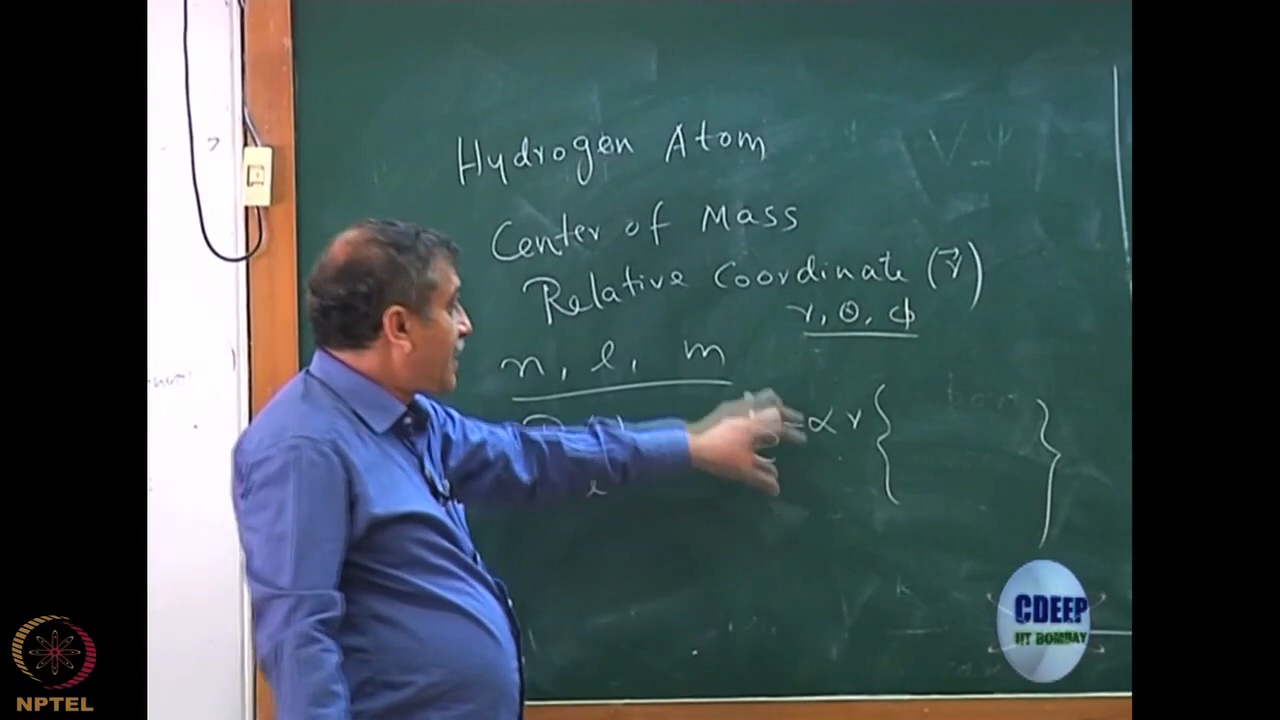 V Ψ
Hydrogen Atom
Center of Mass
Relative Coordinate (r⃗)
r, θ, ϕ
n, l, m
α r { }
l
CDEEP
IIT BOMBAY
NPTEL